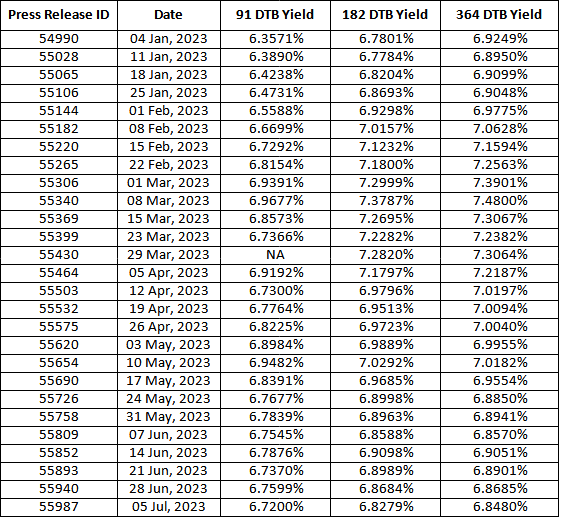 Press Release ID Date 91 DTB Yield 182 DTB Yield 364 DTB Yield
54990 04 Jan, 2023 6.3571% 6.7801% 6.9249%
55028 11 Jan, 2023 6.3890% 6.7784% 6.8950%
55065 18 Jan, 2023 6.4238% 6.8204% 6.9099%
55106 25 Jan, 2023 6.4731% 6.8693% 6.9048%
55144 01 Feb, 2023 6.5588% 6.9298% 6.9775%
55182 08 Feb, 2023 6.6699% 7.0157% 7.0628%
55220 15 Feb, 2023 6.7292% 7.1232% 7.1594%
55265 22 Feb, 2023 6.8154% 7.1800% 7.2563%
55306 01 Mar, 2023 6.9391% 7.2999% 7.3901%
55340 08 Mar, 2023 6.9677% 7.3787% 7.4800%
55369 15 Mar, 2023 6.8573% 7.2695% 7.3067%
55399 23 Mar, 2023 6.7366% 7.2282% 7.2382%
55430 29 Mar, 2023 NA 7.2820% 7.3064%
55464 05 Apr, 2023 6.9192% 7.1797% 7.2187%
55503 12 Apr, 2023 6.7300% 6.9796% 7.0197%
55532 19 Apr, 2023 6.7764% 6.9513% 7.0094%
55575 26 Apr, 2023 6.8225% 6.9723% 7.0040%
55620 03 May, 2023 6.8984% 6.9889% 6.9955%
55654 10 May, 2023 6.9482% 7.0292% 7.0182%
55690 17 May, 2023 6.8391% 6.9685% 6.9554%
55726 24 May, 2023 6.7677% 6.8998% 6.8850%
55758 31 May, 2023 6.7839% 6.8963% 6.8941%
55809 07 Jun, 2023 6.7545% 6.8588% 6.8570%
55852 14 Jun, 2023 6.7876% 6.9098% 6.9051%
55893 21 Jun, 2023 6.7370% 6.8989% 6.8901%
55940 28 Jun, 2023 6.7599% 6.8684% 6.8685%
55987 05 Jul, 2023 6.7200% 6.8279% 6.8480%